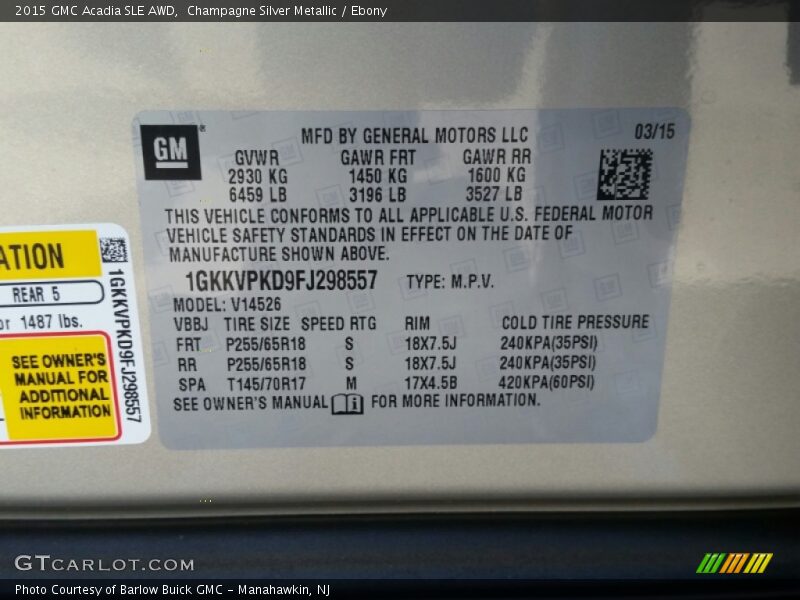 2015 GMC Acadia SLE AWD, Champagne Silver Metallic / Ebony
GM
MFD BY GENERAL MOTORS LLC 03/15
GVWR GAWR FRT GAWR RR
2930 KG 1450 KG 1600 KG
6459 LB 3196 LB 3527 LB
THIS VEHICLE CONFORMS TO ALL APPLICABLE U.S. FEDERAL MOTOR
VEHICLE SAFETY STANDARDS IN EFFECT ON THE DATE OF
MANUFACTURE SHOWN ABOVE.
1GKKVPKD9FJ298557 TYPE: M.P.V.
MODEL: V14526
VBBJ TIRE SIZE SPEED RTG RIM COLD TIRE PRESSURE
FRT P255/65R18 S 18X7.5J 240KPA(35PSI)
RR P255/65R18 S 18X7.5J 240KPA(35PSI)
SPA T145/70R17 M 17X4.5B 420KPA(60PSI)
SEE OWNER'S MANUAL FOR MORE INFORMATION.
ATION
REAR 5
or 1487 lbs.
SEE OWNER'S
MANUAL FOR
ADDITIONAL
INFORMATION
1GKKVPKD9FJ298557
GTCARLOT.COM
Photo Courtesy of Barlow Buick GMC - Manahawkin, NJ